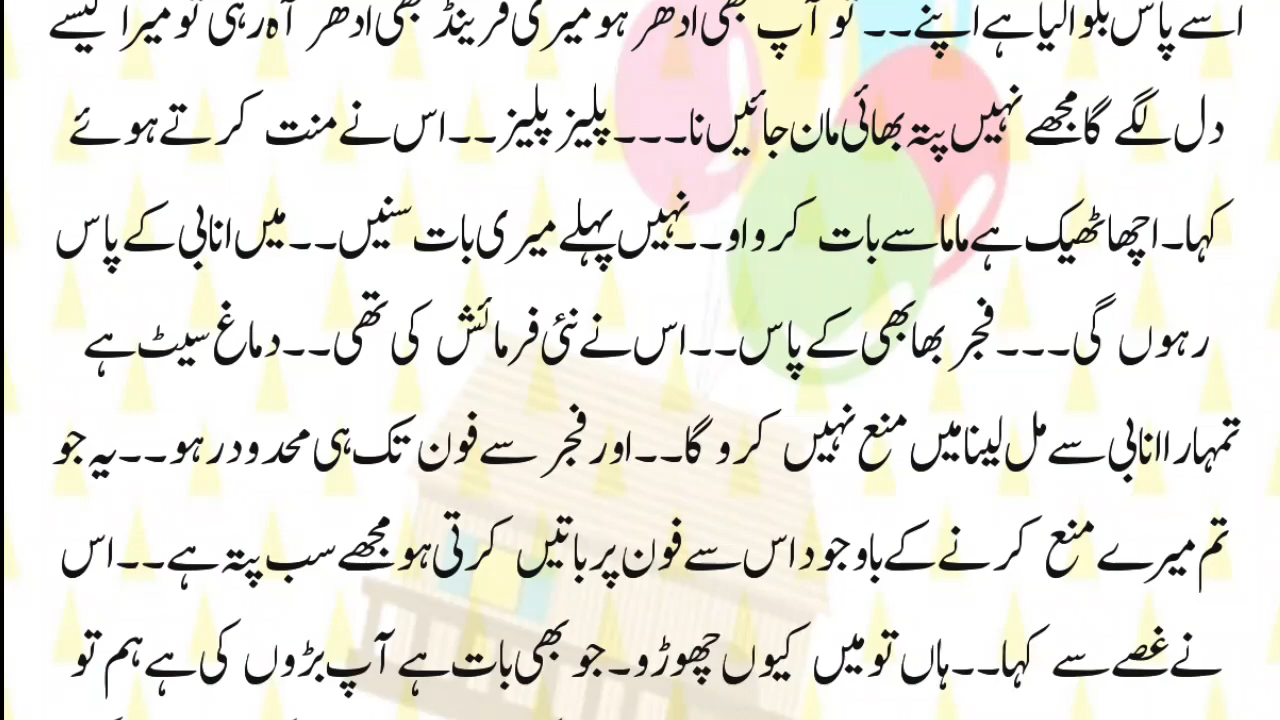 اسے پاس بلوا لیا ہے اپنے۔۔ تو آپ بھی ادھر ہو میری فرینڈ بھی ادھر آہ رہی تو میرا کیسے
دل لگے گا مجھے نہیں پتہ بھائی مان جائیں نا۔۔۔ پلیز پلیز۔۔ اس نے منت کرتے ہوئے
کہا۔ اچھا ٹھیک ہے ماما سے بات کرواو۔۔ نہیں پہلے میری بات سنیں۔۔ میں انابی کے پاس
رہوں گی۔۔۔ فجر بھابھی کے پاس۔۔ اس نے نئی فرمائش کی تھی۔۔ دماغ سیٹ ہے
تمہارا انابی سے مل لینا میں منع نہیں کرو گا۔۔ اور فجر سے فون تک ہی محدود رہو۔۔ یہ جو
تم میرے منع کرنے کے باوجود اس سے فون پر باتیں کرتی ہو مجھے سب پتہ ہے۔۔ اس
نے غصے سے کہا۔۔ ہاں تو میں کیوں چھوڑو۔ جو بھی بات ہے آپ بڑوں کی ہے ہم تو